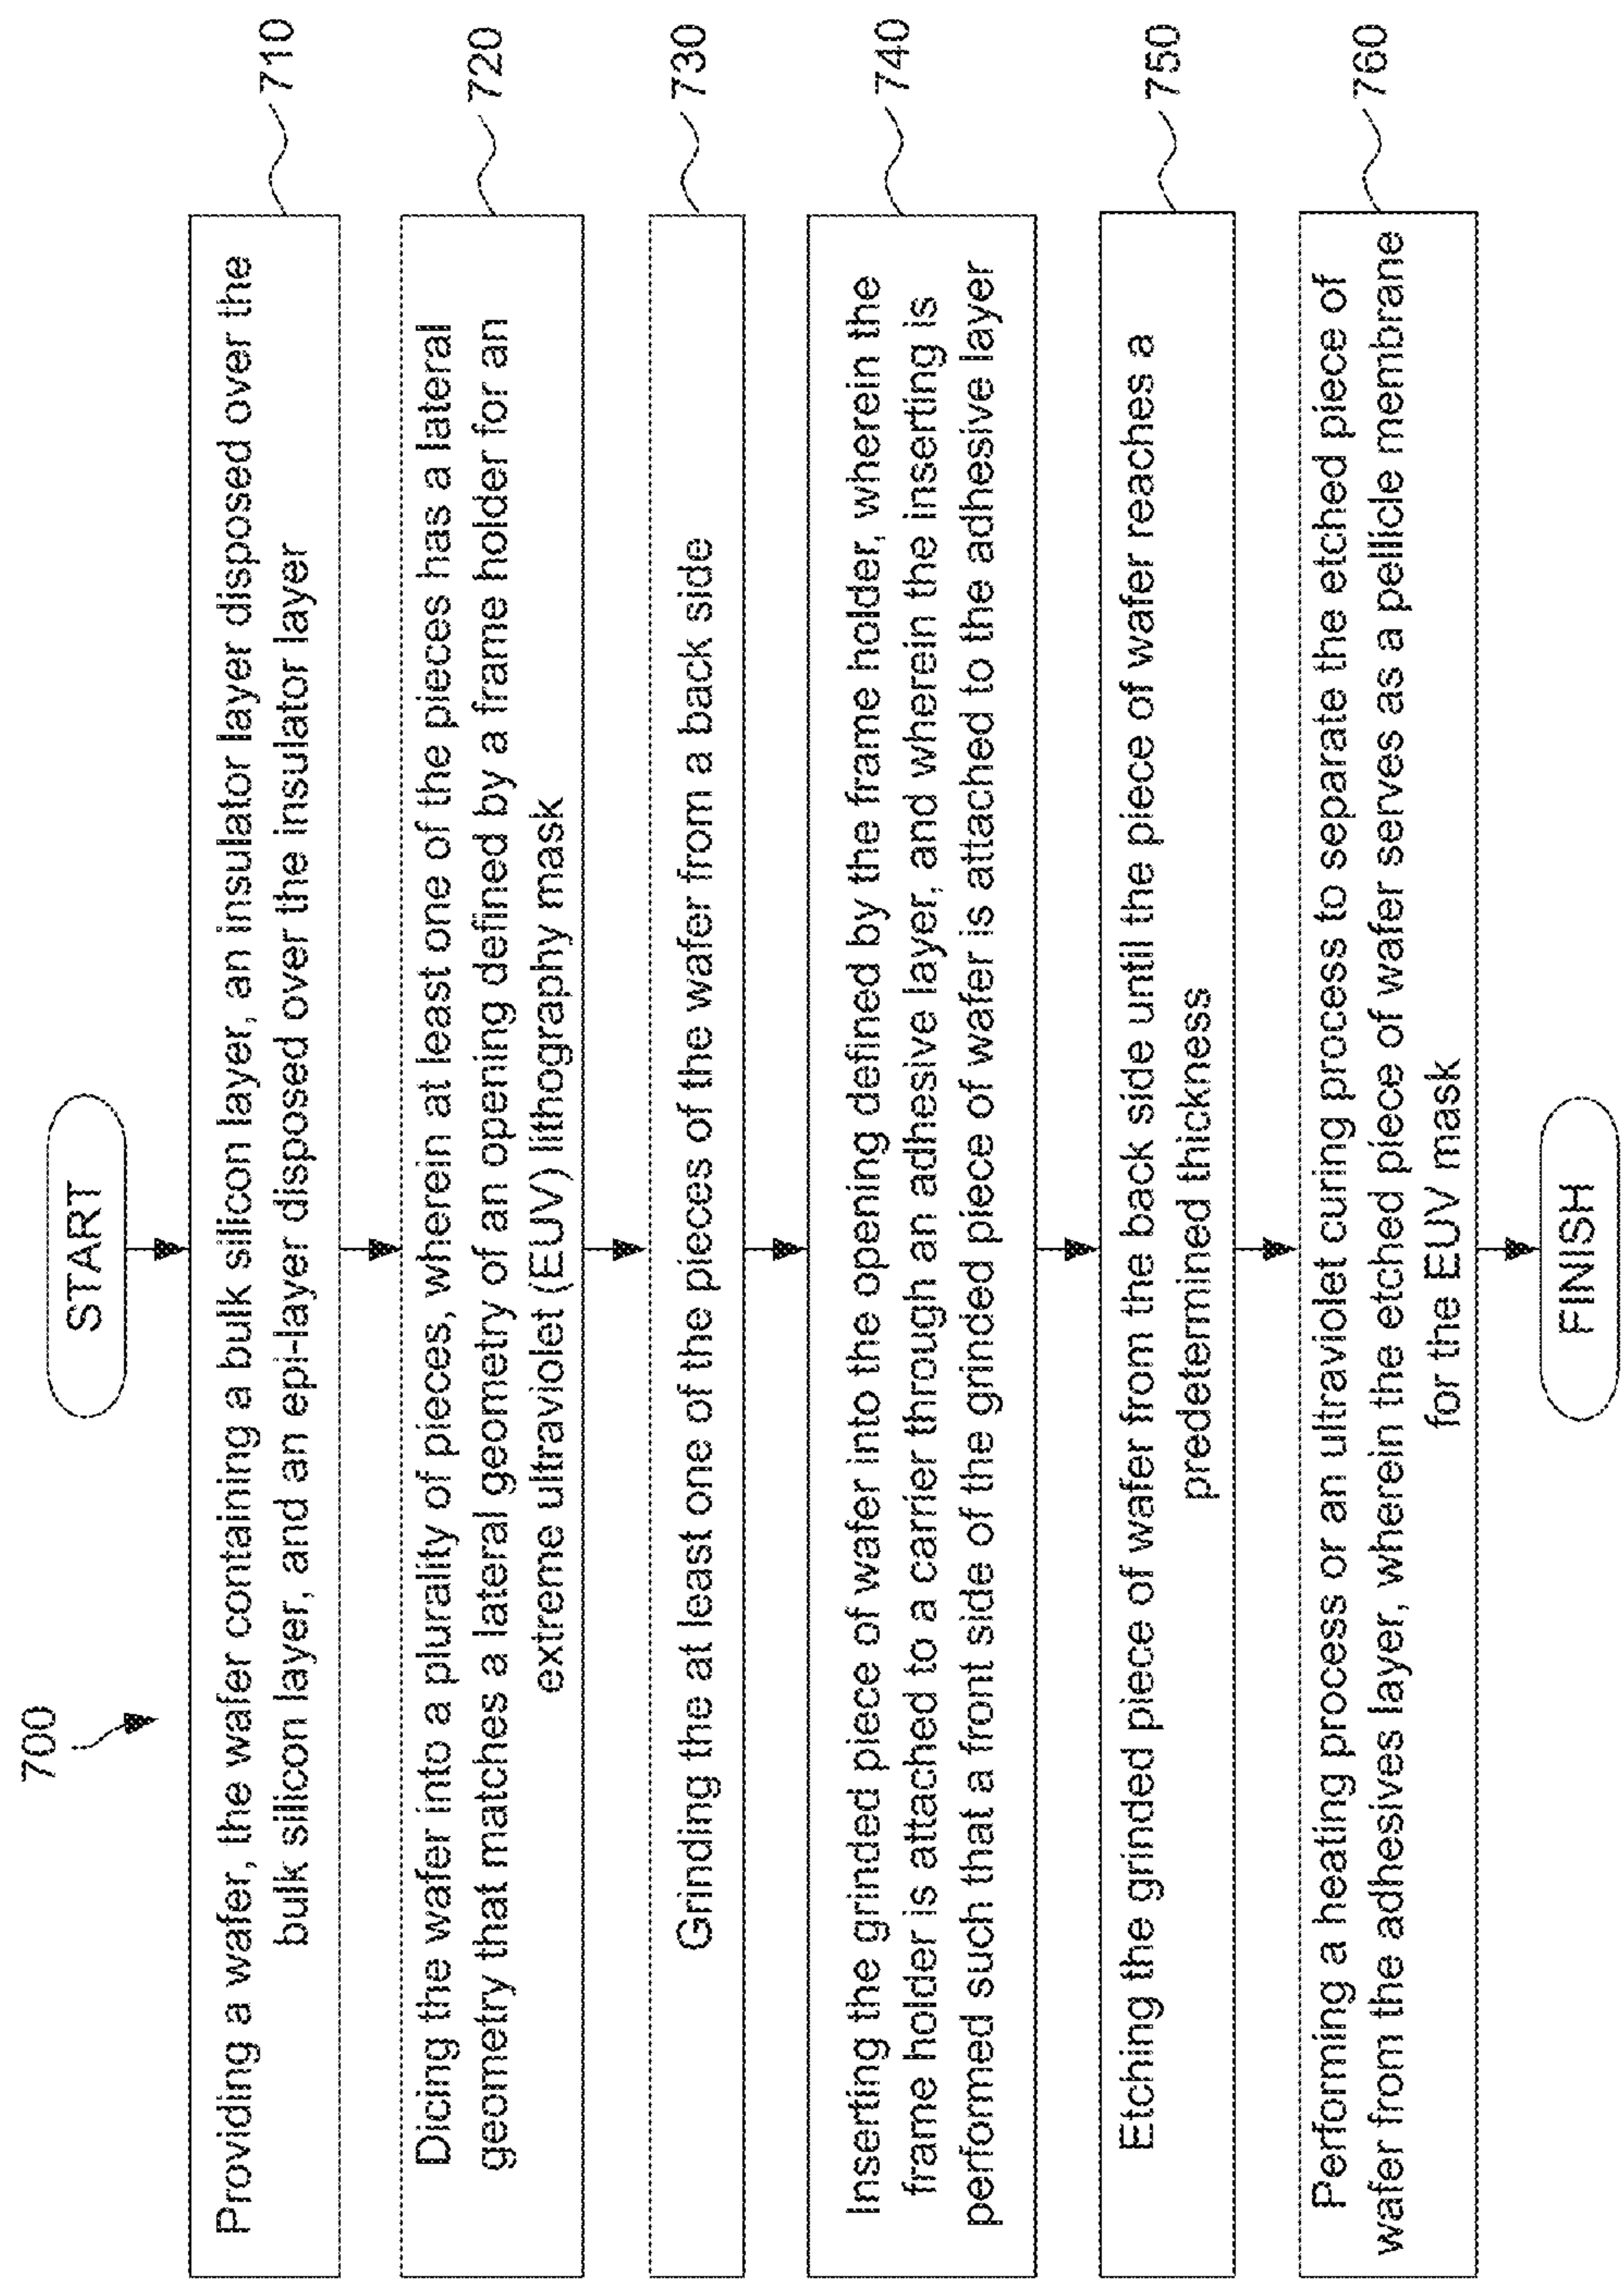 700
START
Providing a wafer, the wafer containing a bulk silicon layer, an insulator layer disposed over the
bulk silicon layer, and an epi-layer disposed over the insulator layer
710
Dicing the wafer into a plurality of pieces, wherein at least one of the pieces has a lateral
geometry that matches a lateral geometry of an opening defined by a frame holder for an
extreme ultraviolet (EUV) lithography mask
720
Grinding the at least one of the pieces of the wafer from a back side
730
Inserting the grinded piece of wafer into the opening defined by the frame holder, wherein the
frame holder is attached to a carrier through an adhesive layer, and wherein the inserting is
performed such that a front side of the grinded piece of wafer is attached to the adhesive layer
740
Etching the grinded piece of wafer from the back side until the piece of wafer reaches a
predetermined thickness
750
Performing a heating process or an ultraviolet curing process to separate the etched piece of
wafer from the adhesives layer, wherein the etched piece of wafer serves as a pellicle membrane
for the EUV mask
760
FINISH